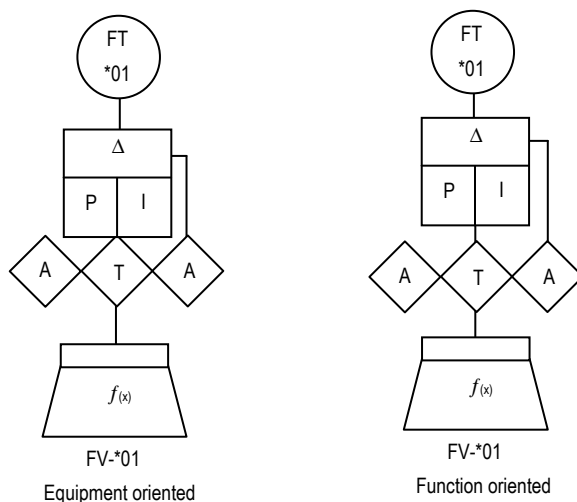 FT
*01
Δ
P I
A T A
f(x)
FV-*01
Equipment oriented
FT
*01
Δ
P I
A T A
f(x)
FV-*01
Function oriented